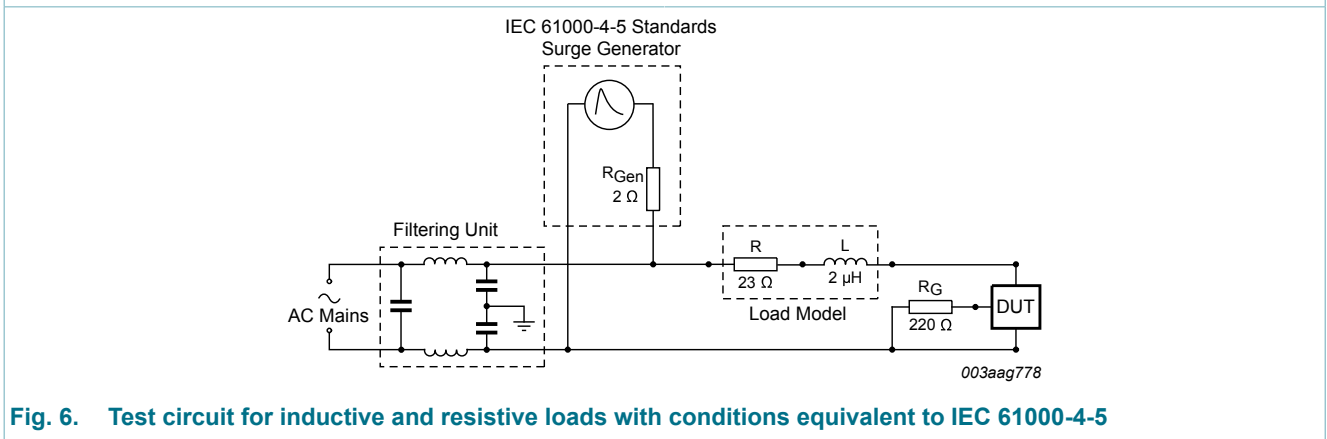 IEC 61000-4-5 Standards
Surge Generator
RGen
2 Ω
Filtering Unit
R
L
23 Ω
2 μH
RG
DUT
AC Mains
Load Model
220 Ω
003aag778
Fig. 6. Test circuit for inductive and resistive loads with conditions equivalent to IEC 61000-4-5